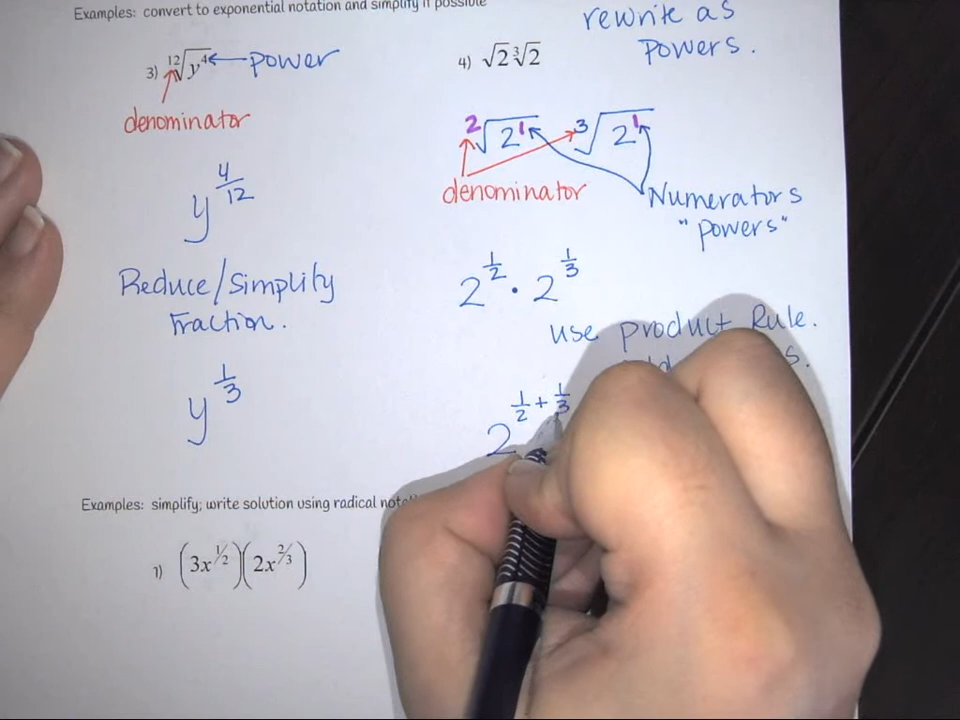 Examples: convert to exponential notation and simplify if possible
rewrite as
powers.
3) ¹²√y⁴ ← power
denominator
y^(4/12)
Reduce/Simplify
Fraction.
y^(1/3)
4) √2 ³√2
²√2¹ ³√2¹
denominator
Numerators
"powers"
2^(1/2) · 2^(1/3)
use Product Rule.
2^(1/2 + 1/3)
Examples: simplify; write solution using radical
1) (3x^(1/2))(2x^(2/3))